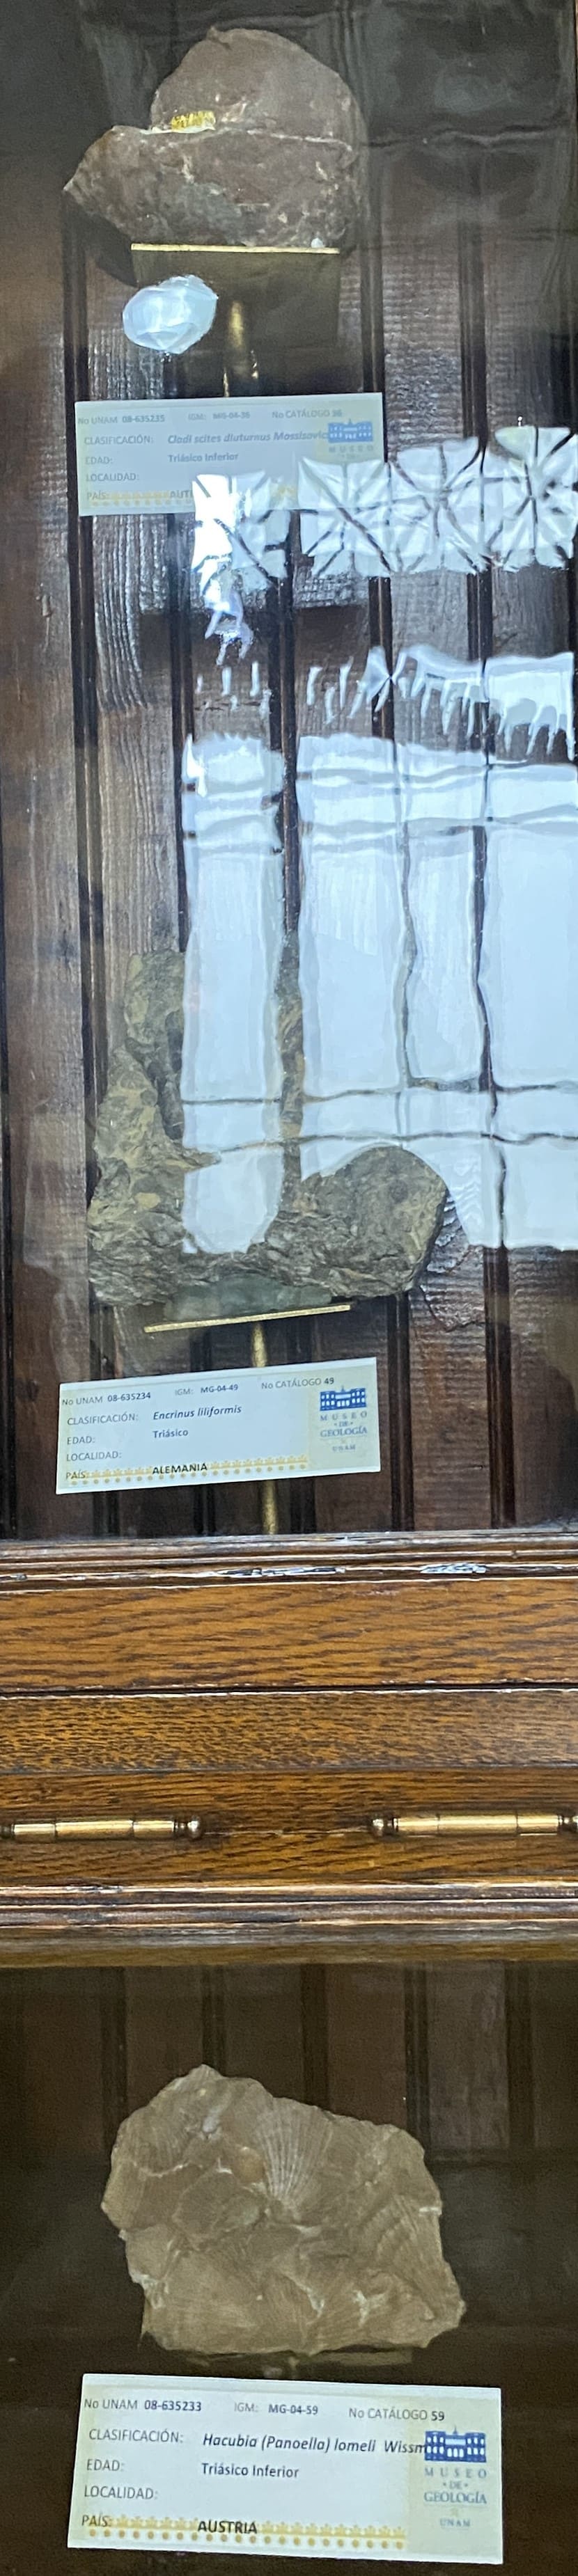 No UNAM 08-635235 IGM: MG-04-36 No CATÁLOGO 36
CLASIFICACIÓN: Cladi scites diuturnus Mossisovic
EDAD: Triásico Inferior
LOCALIDAD:
PAÍS: AUT
MUSEO
No UNAM 08-635234 IGM: MG-04-49 No CATÁLOGO 49
CLASIFICACIÓN: Encrinus liliformis
EDAD: Triásico
LOCALIDAD:
PAÍS: ALEMANIA
MUSEO
DE
GEOLOGÍA
UNAM
No UNAM 08-635233 IGM: MG-04-59 No CATÁLOGO 59
CLASIFICACIÓN: Hacubia (Panoella) lomeli Wissm
EDAD: Triásico Inferior
LOCALIDAD:
PAÍS: AUSTRIA
MUSEO
DE
GEOLOGÍA
UNAM